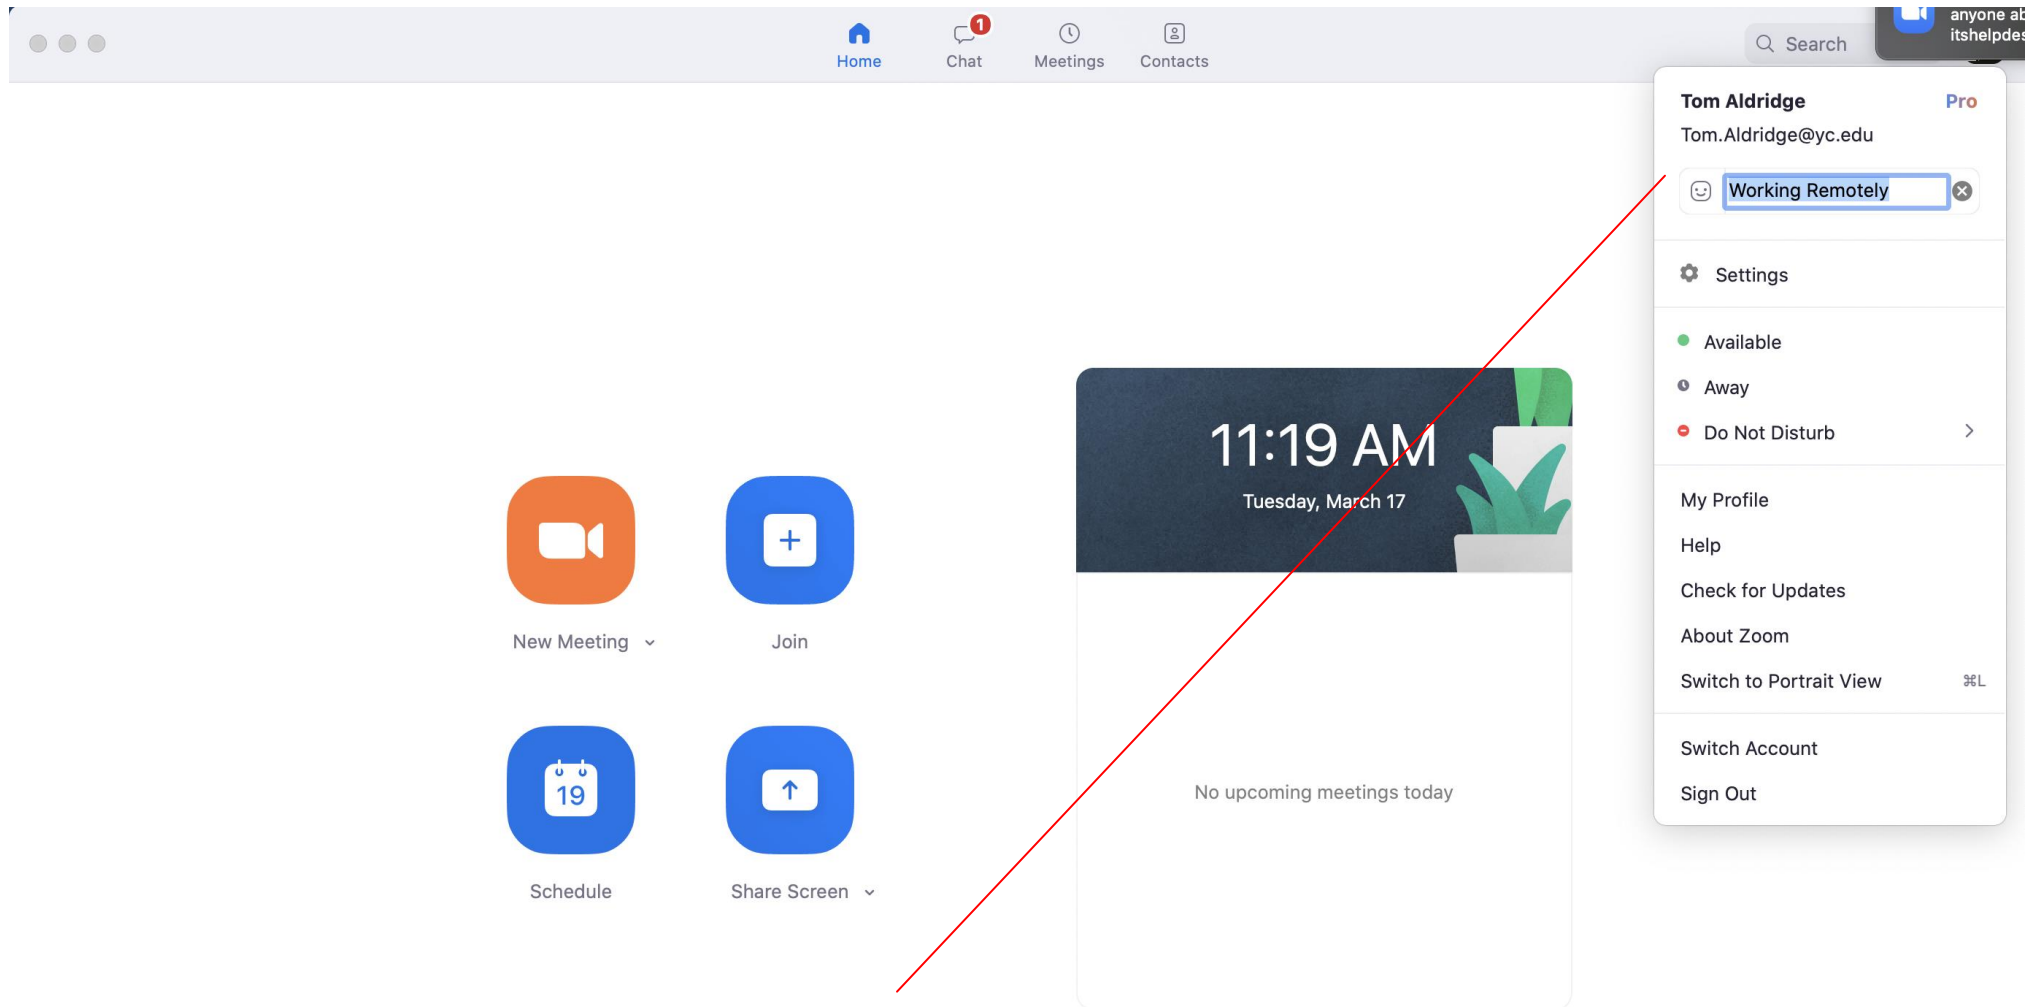 Home
Chat
1
Meetings
Contacts
Search
anyone
itshelpdes
Tom Aldridge
Pro
Tom.Aldridge@yc.edu
Working Remotely
Settings
Available
Away
Do Not Disturb
My Profile
Help
Check for Updates
About Zoom
Switch to Portrait View
⌘L
Switch Account
Sign Out
11:19 AM
Tuesday, March 17
No upcoming meetings today
New Meeting
Join
19
Schedule
Share Screen